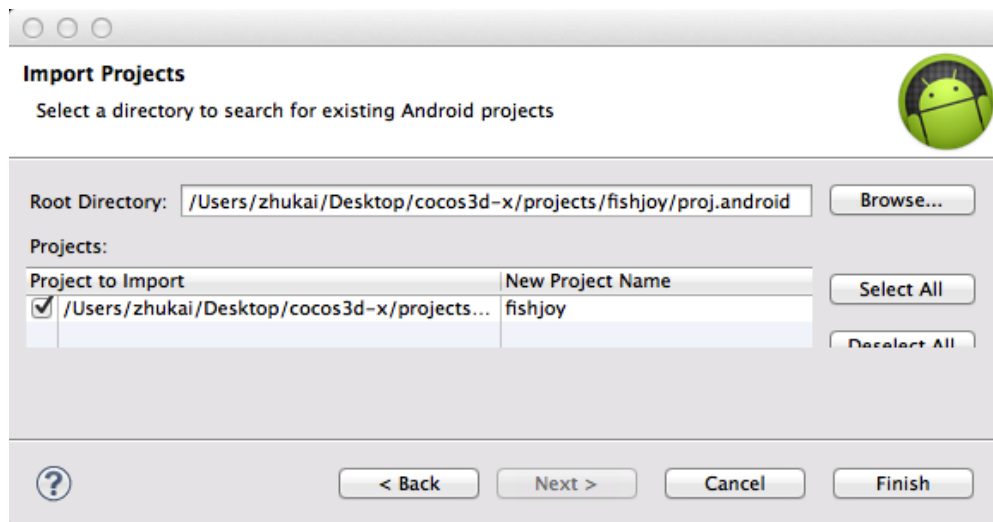 Import Projects
Select a directory to search for existing Android projects
Root Directory: /Users/zhukai/Desktop/cocos3d-x/projects/fishjoy/proj.android Browse...
Projects:
Project to Import New Project Name Select All
/Users/zhukai/Desktop/cocos3d-x/projects... fishjoy
Deselect All
? < Back Next > Cancel Finish